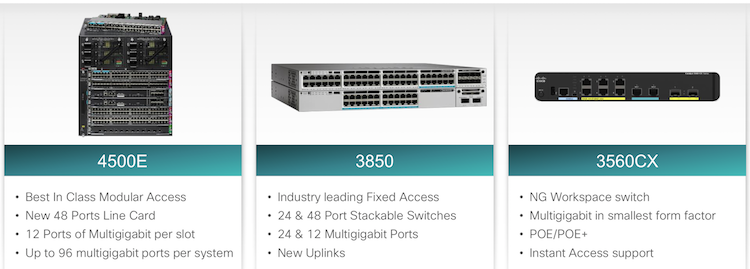 4500E
• Best In Class Modular Access
• New 48 Ports Line Card
• 12 Ports of Multigigabit per slot
• Up to 96 multigigabit ports per system
3850
• Industry leading Fixed Access
• 24 & 48 Port Stackable Switches
• 24 & 12 Multigigabit Ports
• New Uplinks
3560CX
• NG Workspace switch
• Multigigabit in smallest form factor
• POE/POE+
• Instant Access support